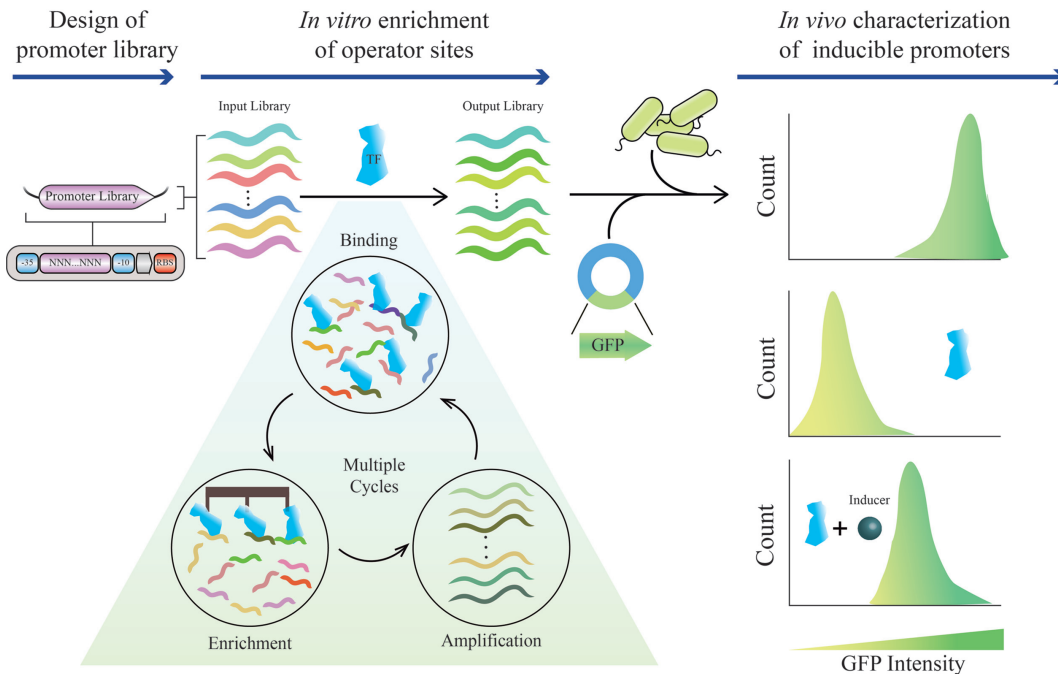 Design of
promoter library
In vitro enrichment
of operator sites
In vivo characterization
of inducible promoters
Input Library
Output Library
TF
Promoter Library
-35
NNN...NNN
-10
RBS
Binding
GFP
Multiple
Cycles
Enrichment
Amplification
Count
Count
Count
Inducer
+
GFP Intensity